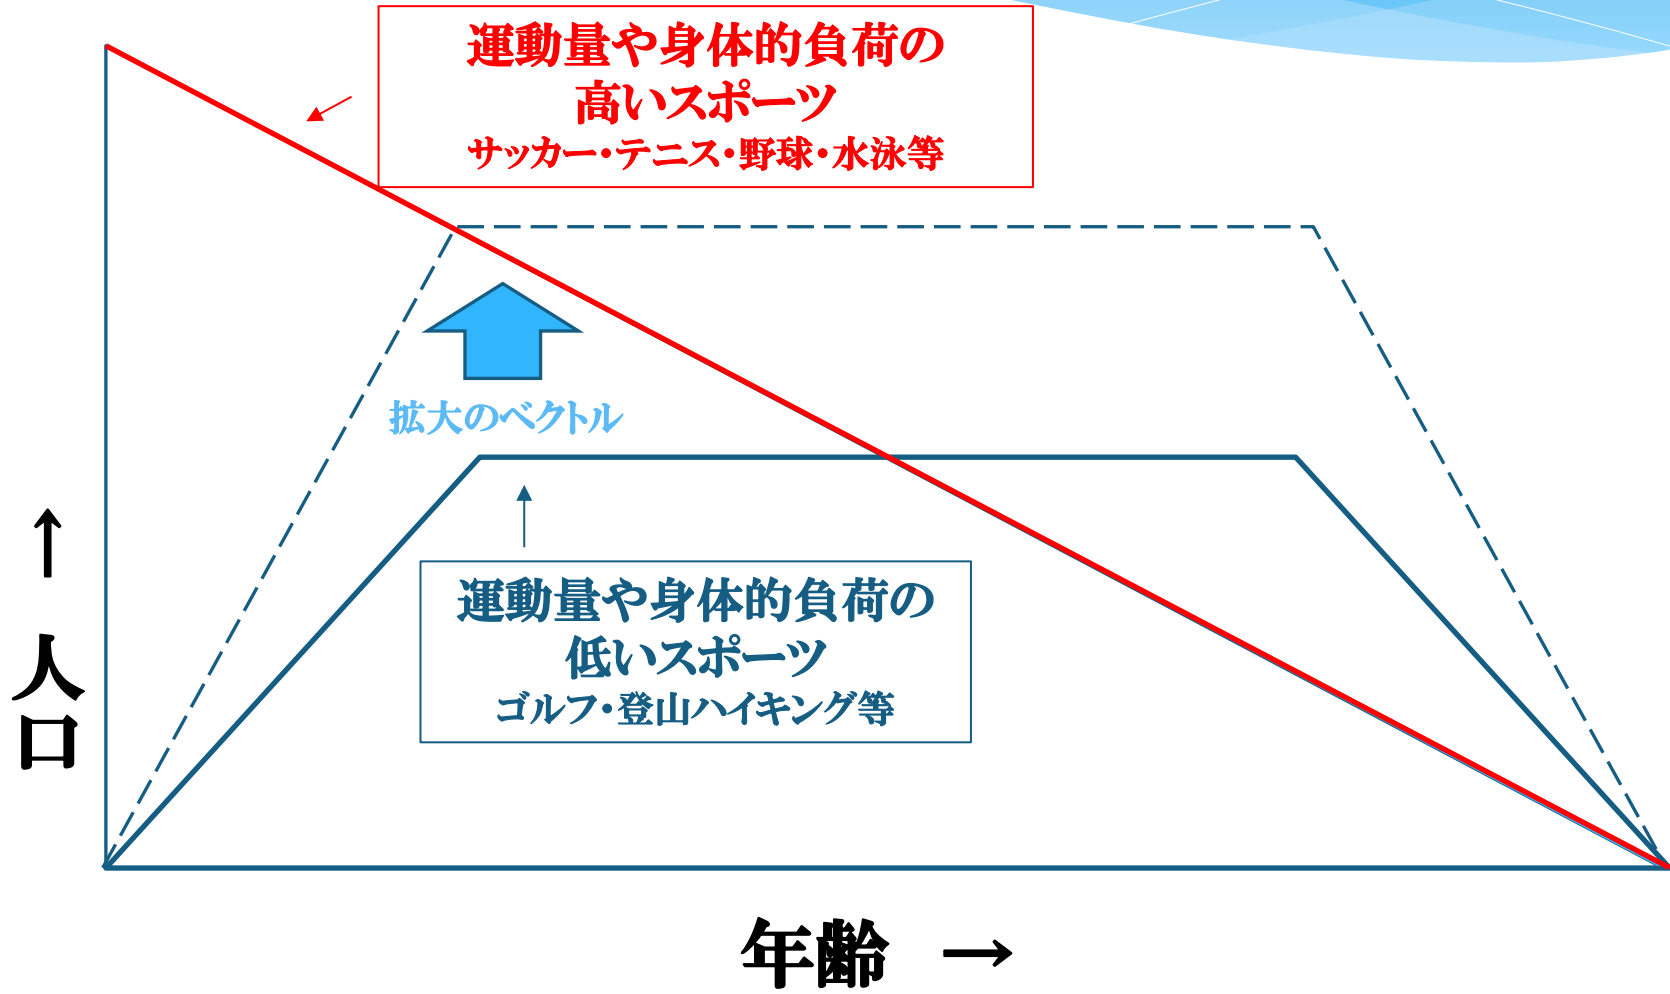 運動量や身体的負荷の
高いスポーツ
サッカー・テニス・野球・水泳等
拡大のベクトル
運動量や身体的負荷の
低いスポーツ
ゴルフ・登山ハイキング等
人口 →
年齢 →